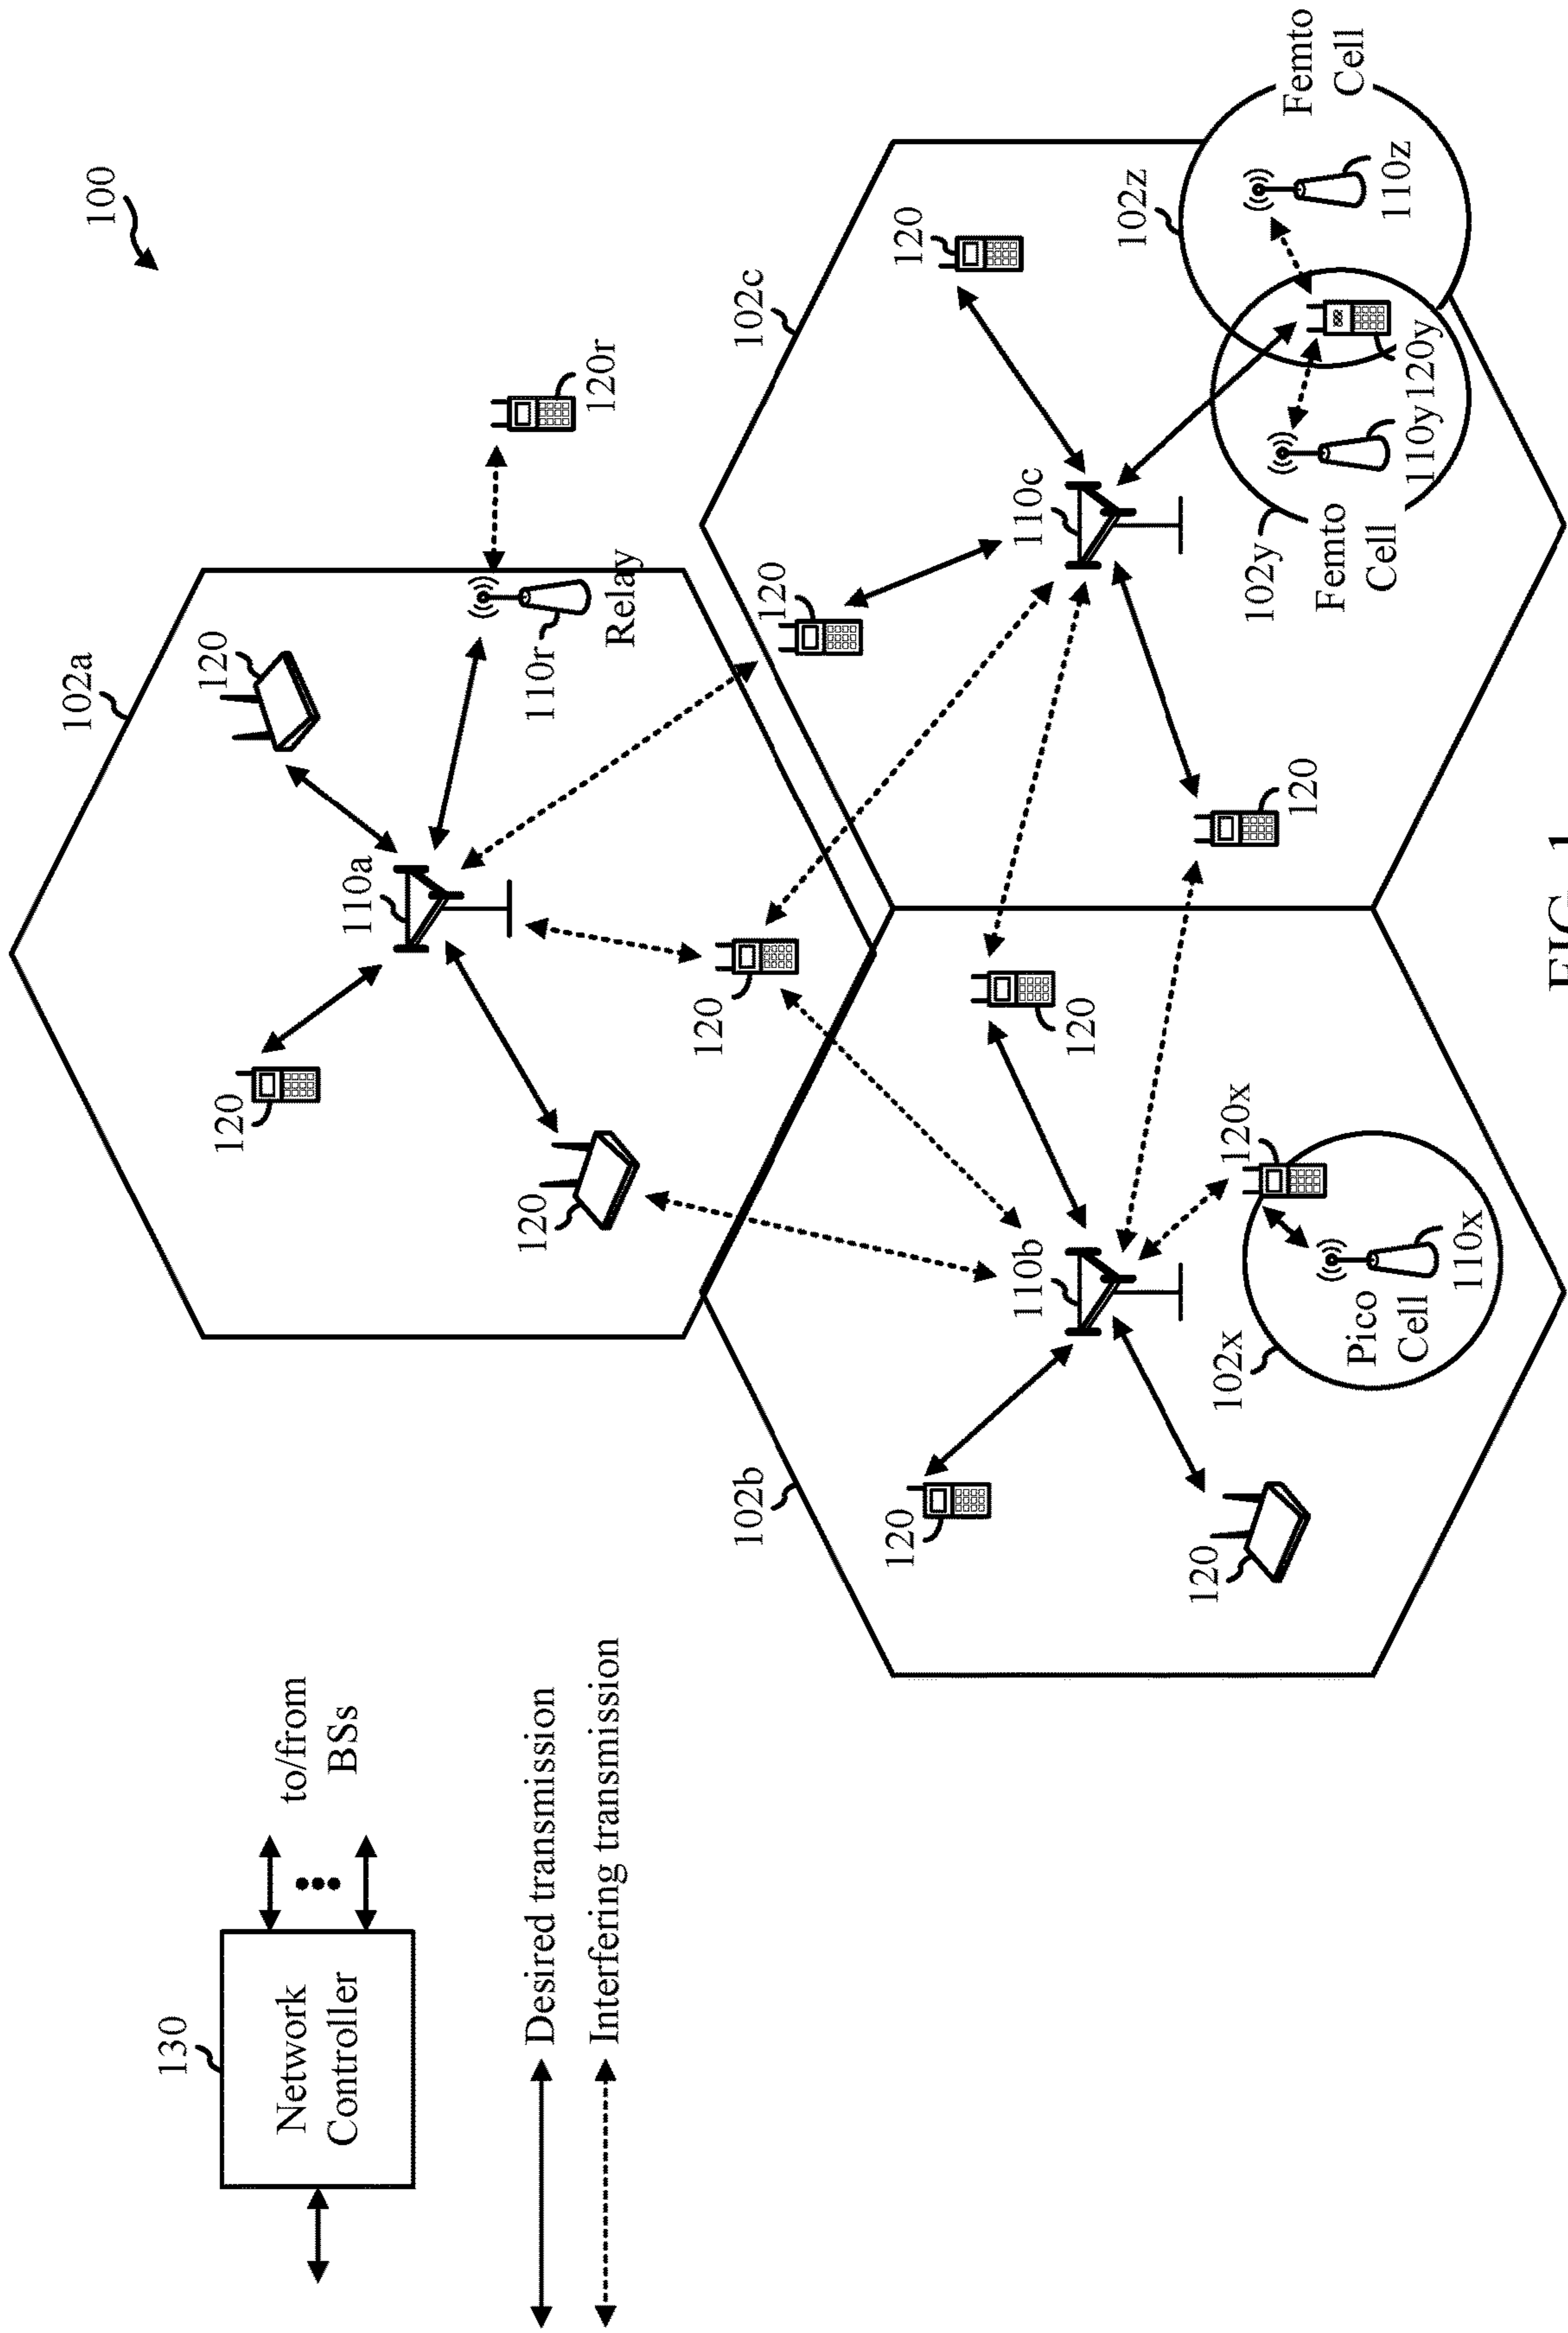 100
130
Network
Controller
to/from
BSs
Desired transmission
Interfering transmission
102a
120
120
110a
120
120
110r
Relay
120r
102b
120
120
110b
120
102x
Pico
Cell
110x
120x
102c
120
120
110c
120
102y
Femto
Cell
110y
120y
102z
110z
Femto
Cell
FIG. 1